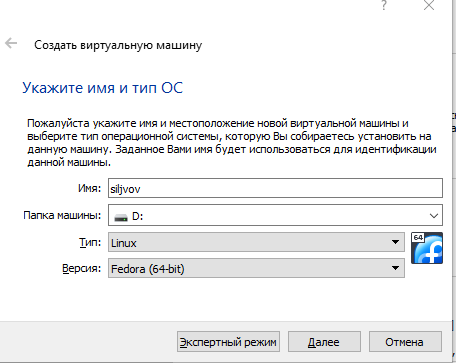 Создать виртуальную машину
Укажите имя и тип ОС
Пожалуйста укажите имя и местоположение новой виртуальной машины и
выберите тип операционной системы, которую Вы собираетесь установить на
данную машину. Заданное Вами имя будет использоваться для идентификации
данной машины.
Имя: siljvov
Папка машины: D:
Тип: Linux
64
Версия: Fedora (64-bit)
Экспертный режим Далее Отмена